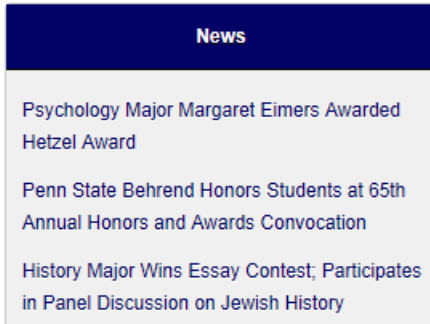 News
Psychology Major Margaret Eimers Awarded
Hetzel Award
Penn State Behrend Honors Students at 65th
Annual Honors and Awards Convocation
History Major Wins Essay Contest; Participates
in Panel Discussion on Jewish History